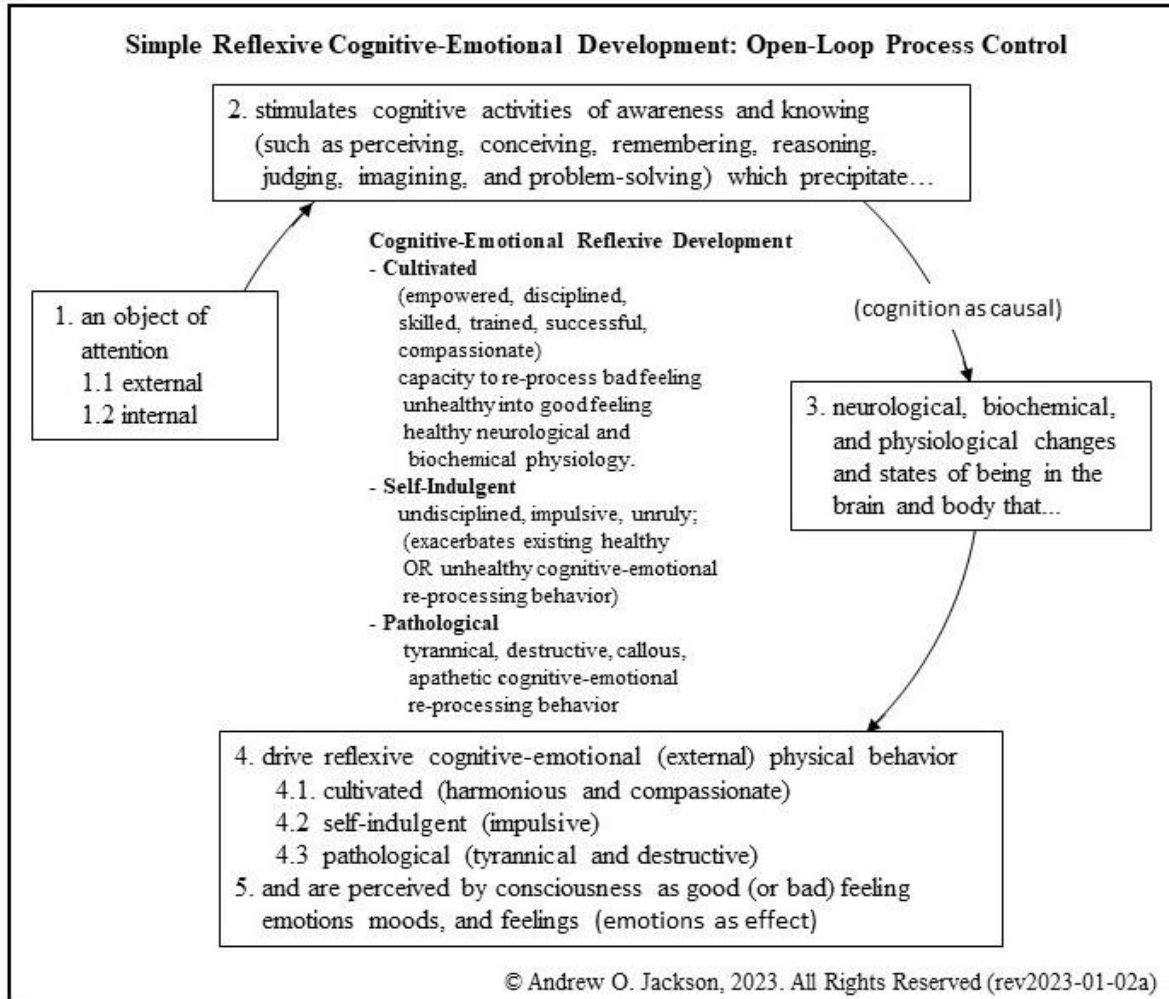 Simple Reflexive Cognitive-Emotional Development: Open-Loop Process Control
2. stimulates cognitive activities of awareness and knowing
(such as perceiving, conceiving, remembering, reasoning,
judging, imagining, and problem-solving) which precipitate...
1. an object of
attention
1.1 external
1.2 internal
Cognitive-Emotional Reflexive Development
- Cultivated
(empowered, disciplined,
skilled, trained, successful,
compassionate)
capacity to re-process bad feeling
unhealthy into good feeling
healthy neurological and
biochemical physiology.
- Self-Indulgent
undisciplined, impulsive, unruly;
(exacerbates existing healthy
OR unhealthy cognitive-emotional
re-processing behavior)
- Pathological
tyrannical, destructive, callous,
apathetic cognitive-emotional
re-processing behavior
(cognition as causal)
3. neurological, biochemical,
and physiological changes
and states of being in the
brain and body that...
4. drive reflexive cognitive-emotional (external) physical behavior
4.1. cultivated (harmonious and compassionate)
4.2 self-indulgent (impulsive)
4.3 pathological (tyrannical and destructive)
5. and are perceived by consciousness as good (or bad) feeling
emotions moods, and feelings (emotions as effect)
© Andrew O. Jackson, 2023. All Rights Reserved (rev2023-01-02a)